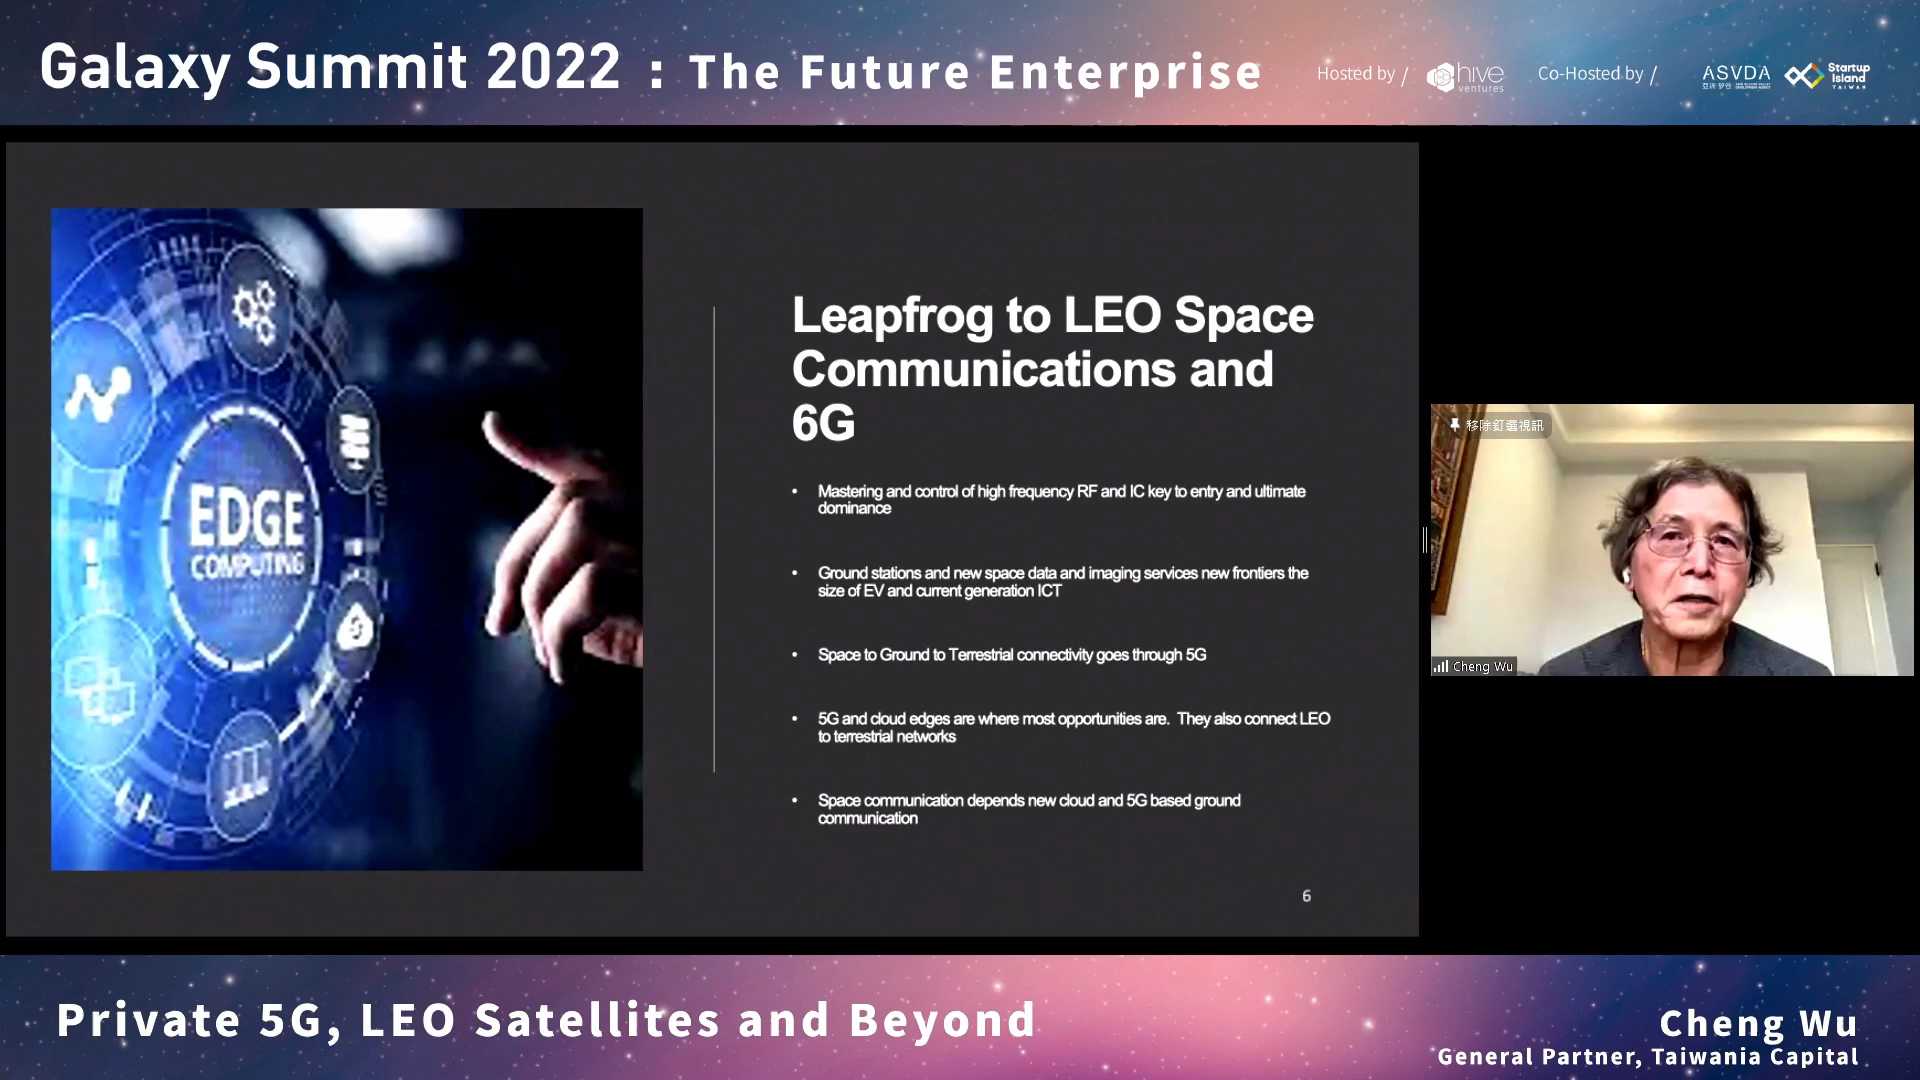 Galaxy Summit 2022 : The Future Enterprise
Hosted by /
hive
ventures
Co-Hosted by /
ASVDA
Startup
Island
TAIWAN
EDGE
COMPUTING
Leapfrog to LEO Space
Communications and
6G
• Mastering and control of high frequency RF and IC key to entry and ultimate
dominance
• Ground stations and new space data and imaging services new frontiers the
size of EV and current generation ICT
• Space to Ground to Terrestrial connectivity goes through 5G
• 5G and cloud edges are where most opportunities are. They also connect LEO
to terrestrial networks
• Space communication depends new cloud and 5G based ground
communication
6
移除釘選視訊
Cheng Wu
Private 5G, LEO Satellites and Beyond
Cheng Wu
General Partner, Taiwania Capital